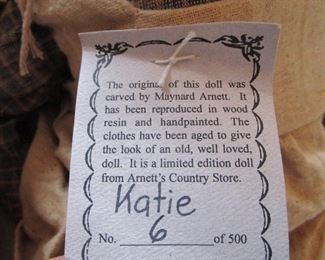 The original of this doll was
carved by Maynard Arnett. It
has been reproduced in wood
resin and handpainted. The
clothes have been aged to give
the look of an old, well loved,
doll. It is a limited edition doll
from Arnett's Country Store.
Katie
No. 6 of 500